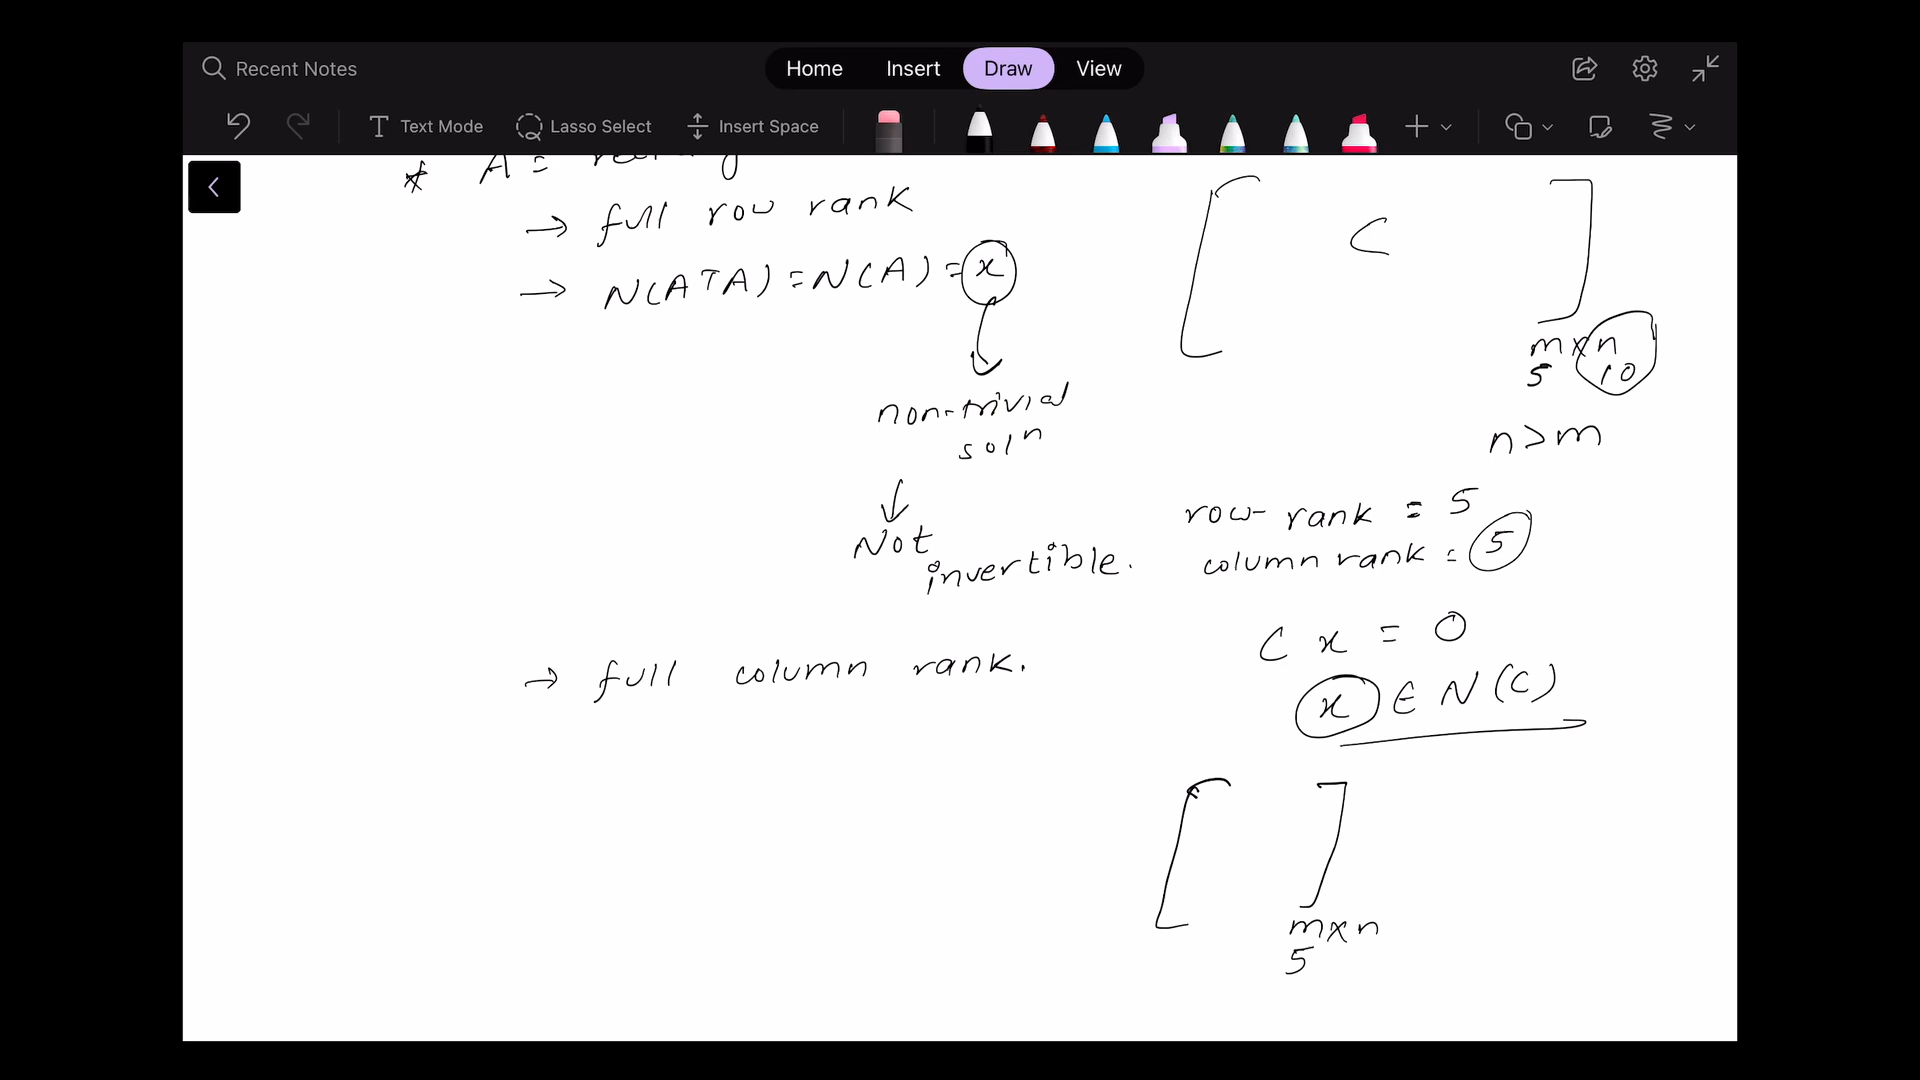 Recent Notes
Home Insert Draw View
Text Mode Lasso Select Insert Space
* A =
→ full row rank
→ N(ATA) = N(A) = x
non-trivial
soln
↓
Not
invertible.
→ full column rank.
[ C ]
m x n
5 10
n > m
row-rank = 5
column rank = 5
C x = 0
x ∈ N(C)
[ ]
m x n
5